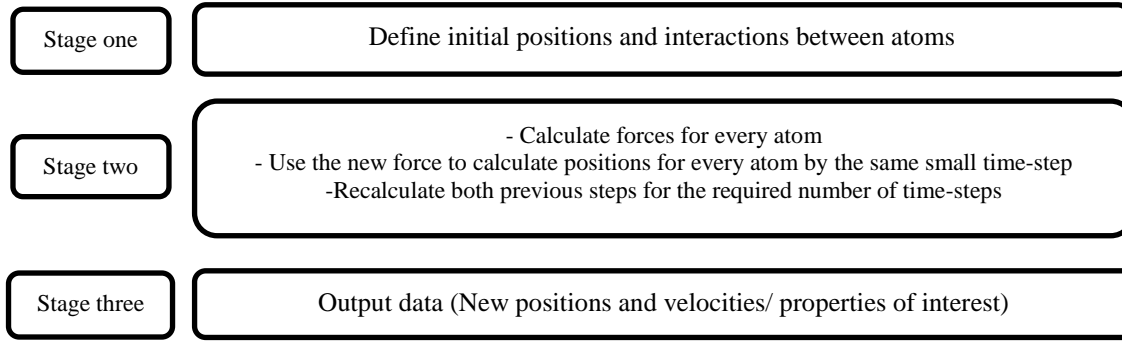 Stage one
Define initial positions and interactions between atoms
Stage two
- Calculate forces for every atom
- Use the new force to calculate positions for every atom by the same small time-step
-Recalculate both previous steps for the required number of time-steps
Stage three
Output data (New positions and velocities/ properties of interest)